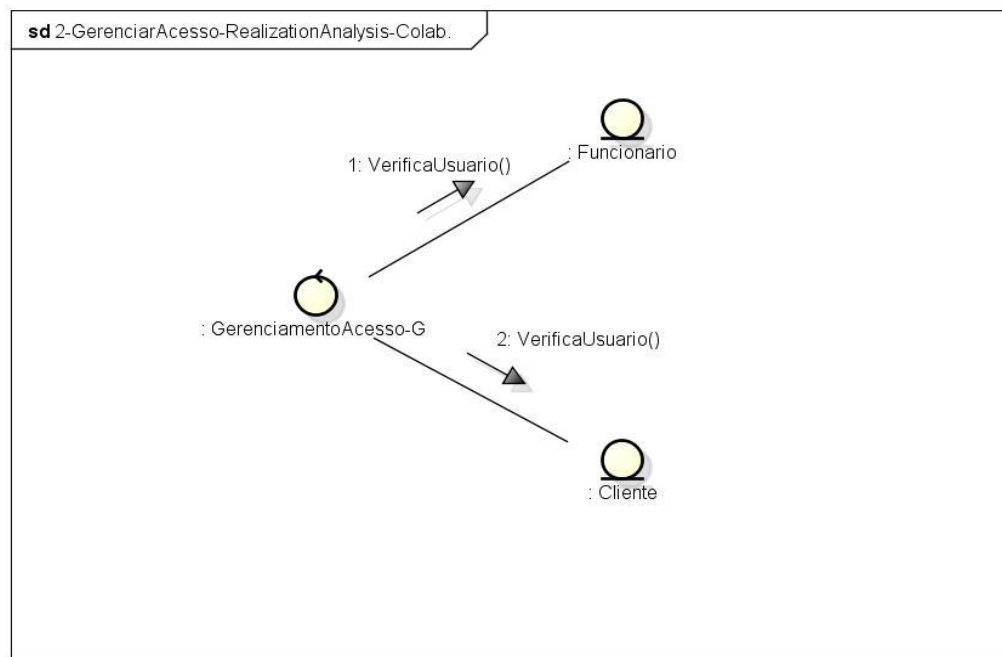 sd 2-GerenciarAcesso-RealizationAnalysis-Colab.
: Funcionario
1: VerificaUsuario()
: GerenciamentoAcesso-G
2: VerificaUsuario()
: Cliente